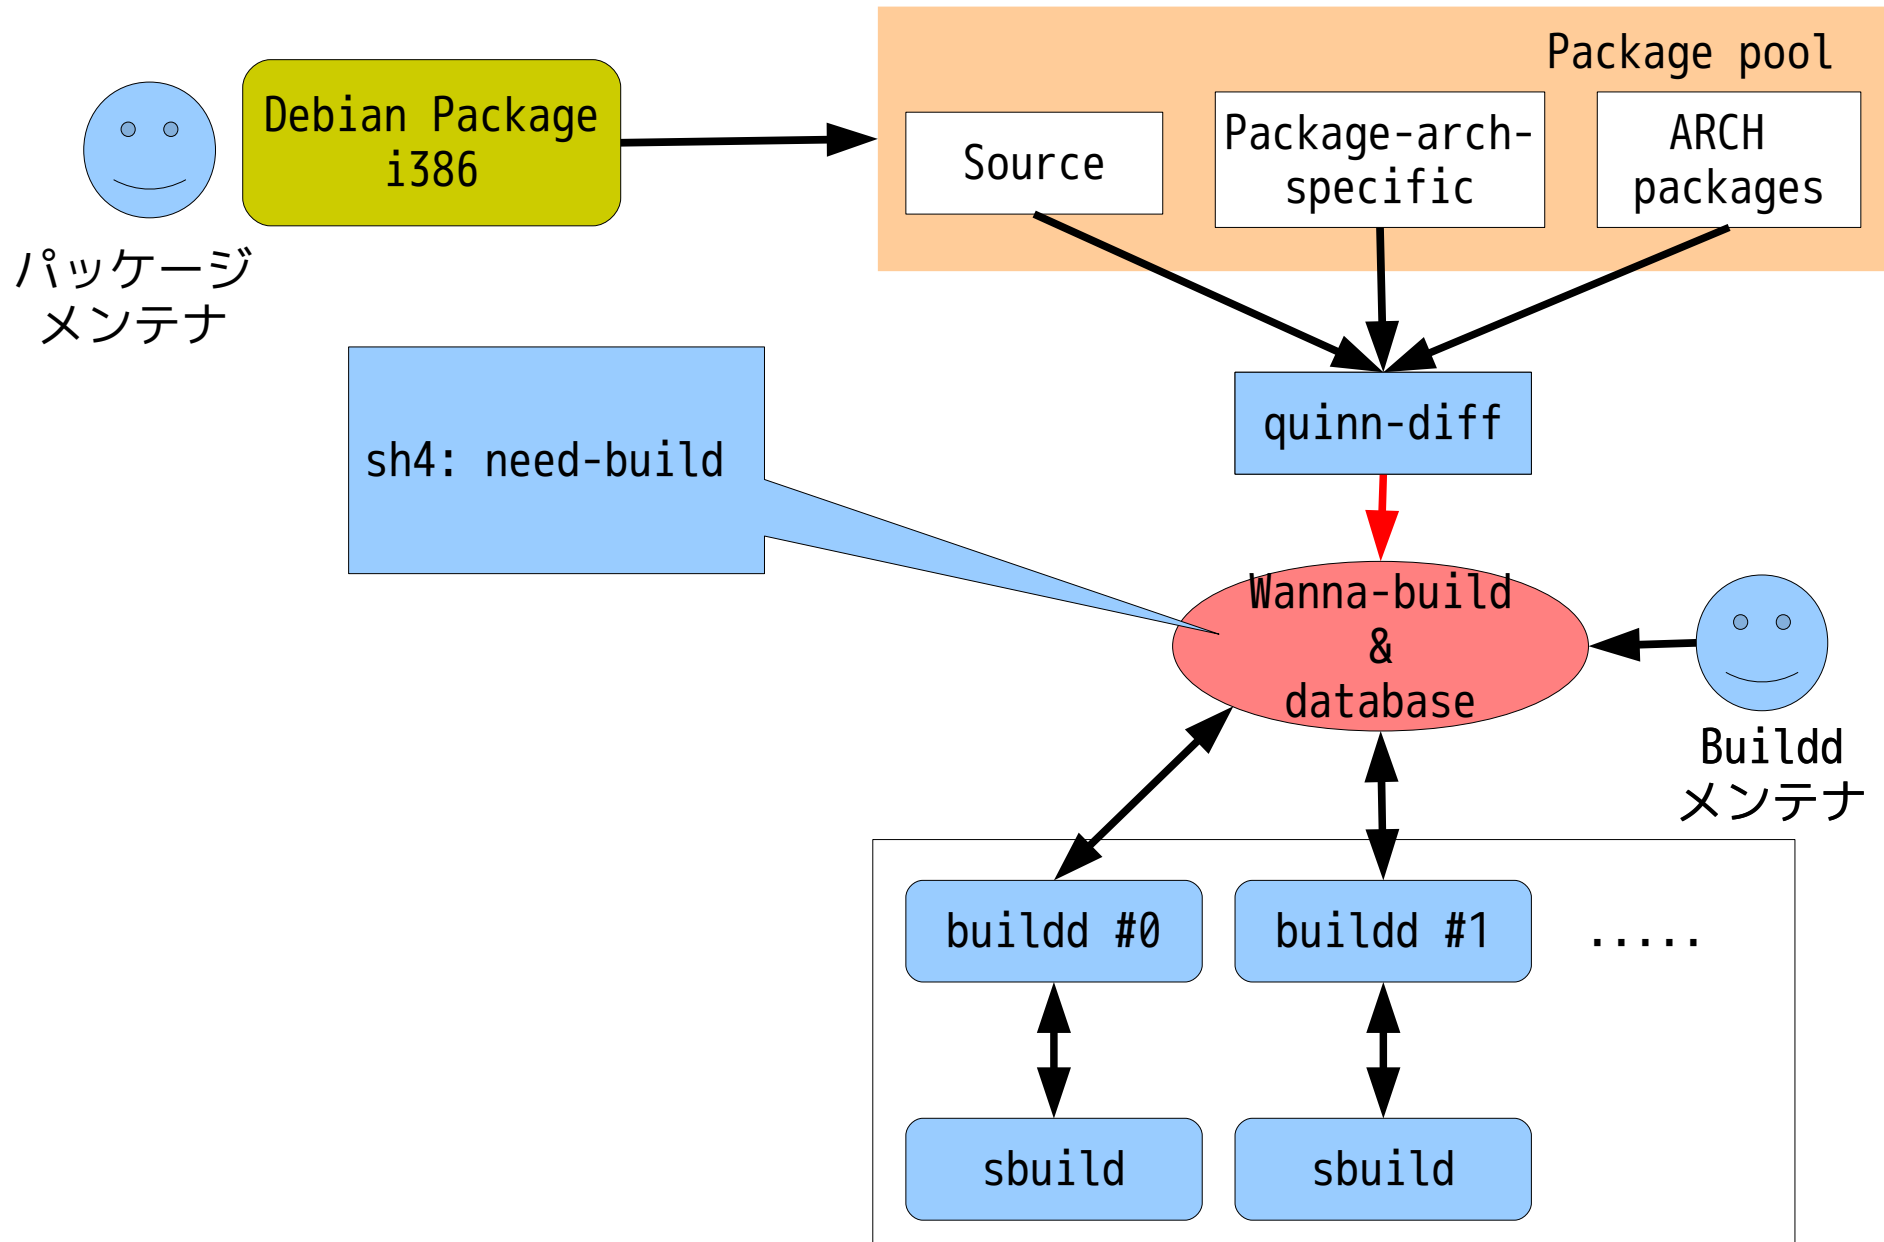 Package pool
Debian Package
i386
Source
Package-arch-
specific
ARCH
packages
パッケージ
メンテナ
sh4: need-build
quinn-diff
Wanna-build
&
database
Buildd
メンテナ
buildd #0
buildd #1
.....
sbuild
sbuild